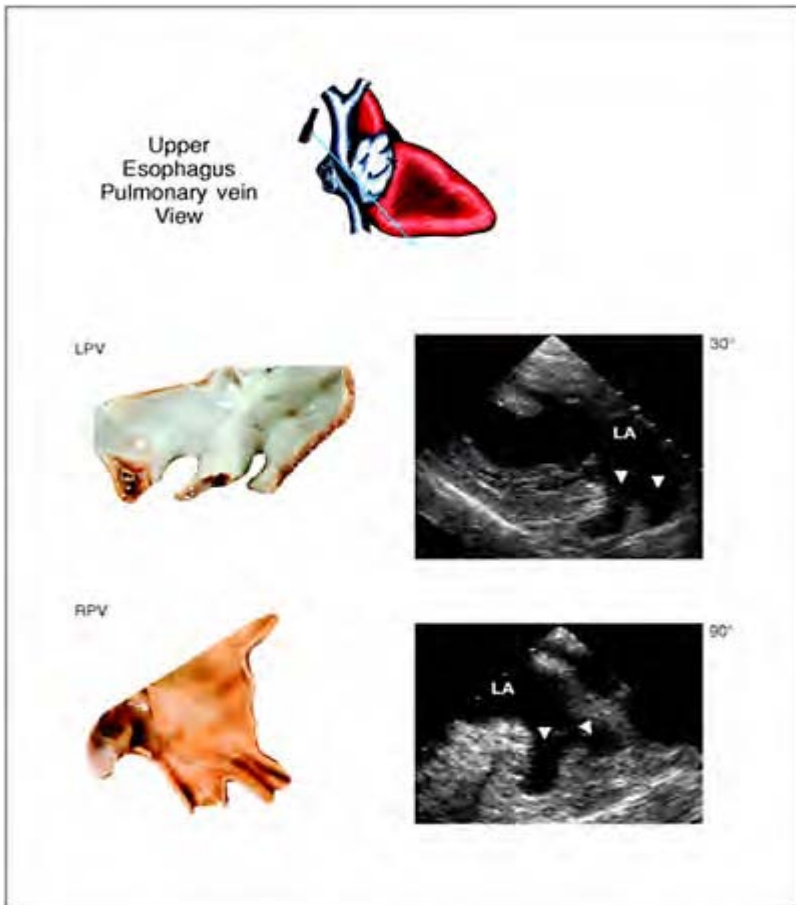 Upper
Esophagus
Pulmonary vein
View
LPV
30°
LA
RPV
90°
LA